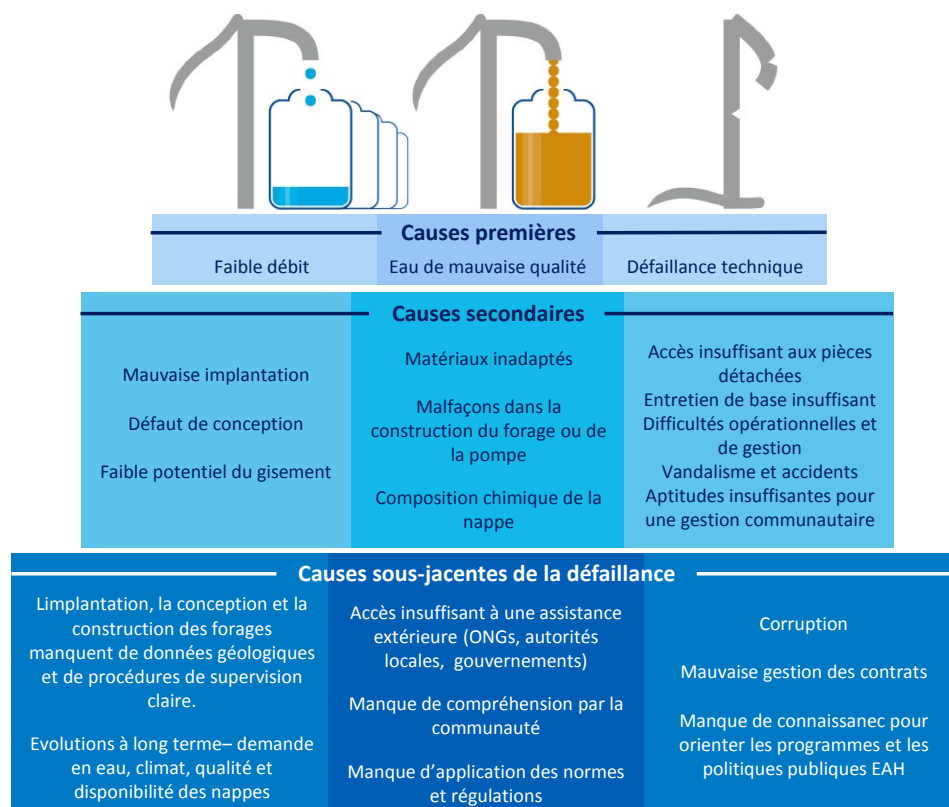 Causes premières
Faible débit
Eau de mauvaise qualité
Défaillance technique
Causes secondaires
Mauvaise implantation
Défaut de conception
Faible potentiel du gisement
Matériaux inadaptés
Malfaçons dans la
construction du forage ou de
la pompe
Composition chimique de la
nappe
Accès insuffisant aux pièces
détachées
Entretien de base insuffisant
Difficultés opérationnelles et
de gestion
Vandalisme et accidents
Aptitudes insuffisantes pour
une gestion communautaire
Causes sous-jacentes de la défaillance
Limplantation, la conception et la
construction des forages
manquent de données géologiques
et de procédures de supervision
claire.
Evolutions à long terme– demande
en eau, climat, qualité et
disponibilité des nappes
Accès insuffisant à une assistance
extérieure (ONGs, autorités
locales, gouvernements)
Manque de compréhension par la
communauté
Manque d’application des normes
et régulations
Corruption
Mauvaise gestion des contrats
Manque de connaissanec pour
orienter les programmes et les
politiques publiques EAH